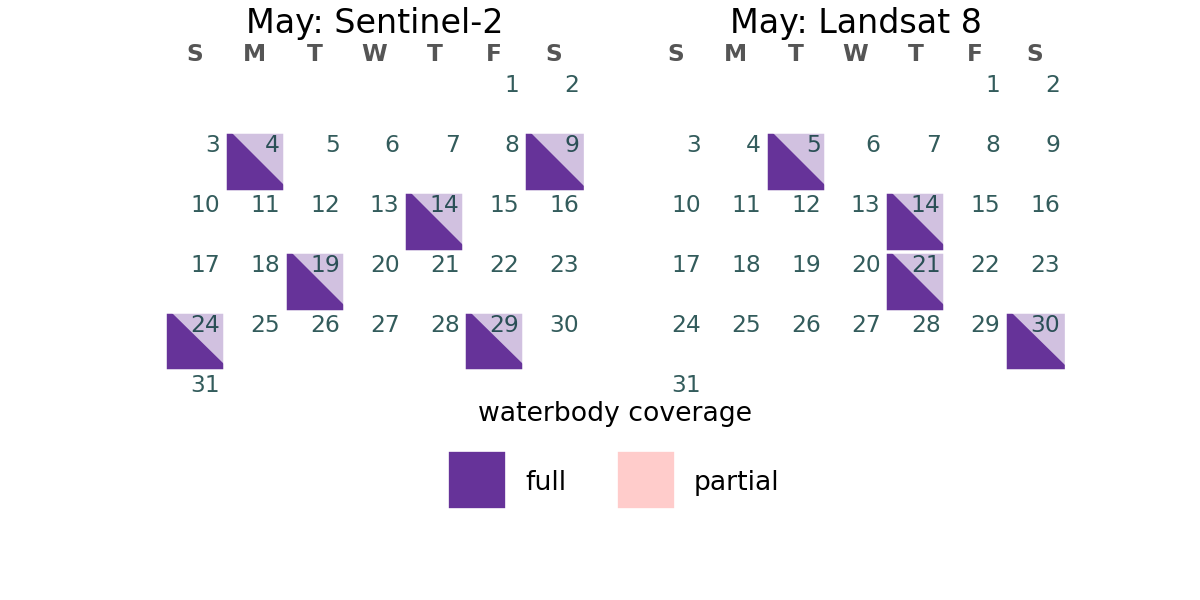 May: Sentinel-2
S M T W T F S
1 2
3 4 5 6 7 8 9
10 11 12 13 14 15 16
17 18 19 20 21 22 23
24 25 26 27 28 29 30
31
May: Landsat 8
S M T W T F S
1 2
3 4 5 6 7 8 9
10 11 12 13 14 15 16
17 18 19 20 21 22 23
24 25 26 27 28 29 30
31
waterbody coverage
full
partial